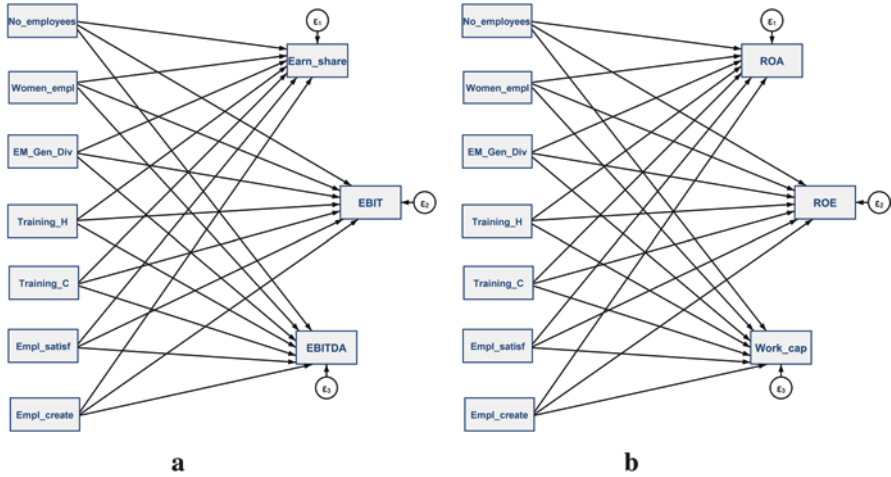 No_employees
Women_empl
EM_Gen_Div
Training_H
Training_C
Empl_satisf
Empl_create
ε1
Earn_share
EBIT
ε2
EBITDA
ε3
a
No_employees
Women_empl
EM_Gen_Div
Training_H
Training_C
Empl_satisf
Empl_create
ε1
ROA
ROE
ε2
Work_cap
ε3
b